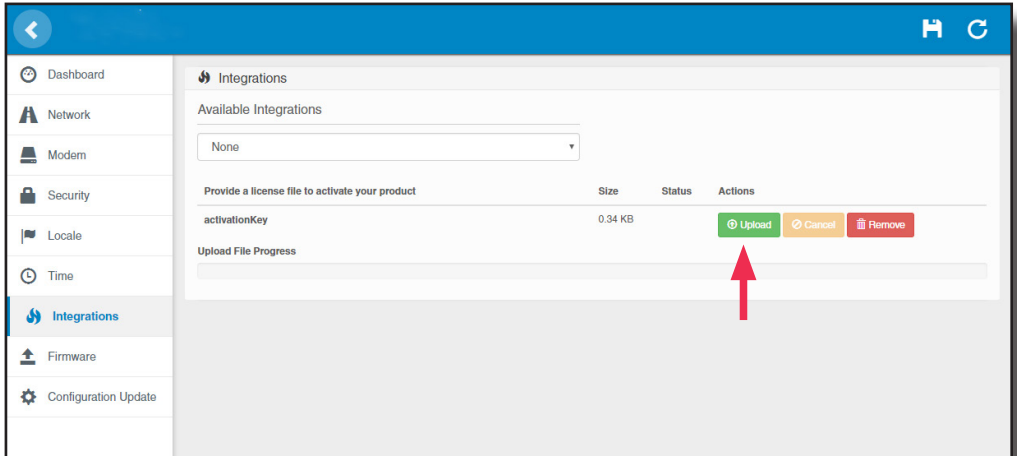 Dashboard
Network
Modem
Security
Locale
Time
Integrations
Firmware
Configuration Update
Integrations
Available Integrations
None
Provide a license file to activate your product Size Status Actions
activationKey 0.34 KB Upload Cancel Remove
Upload File Progress